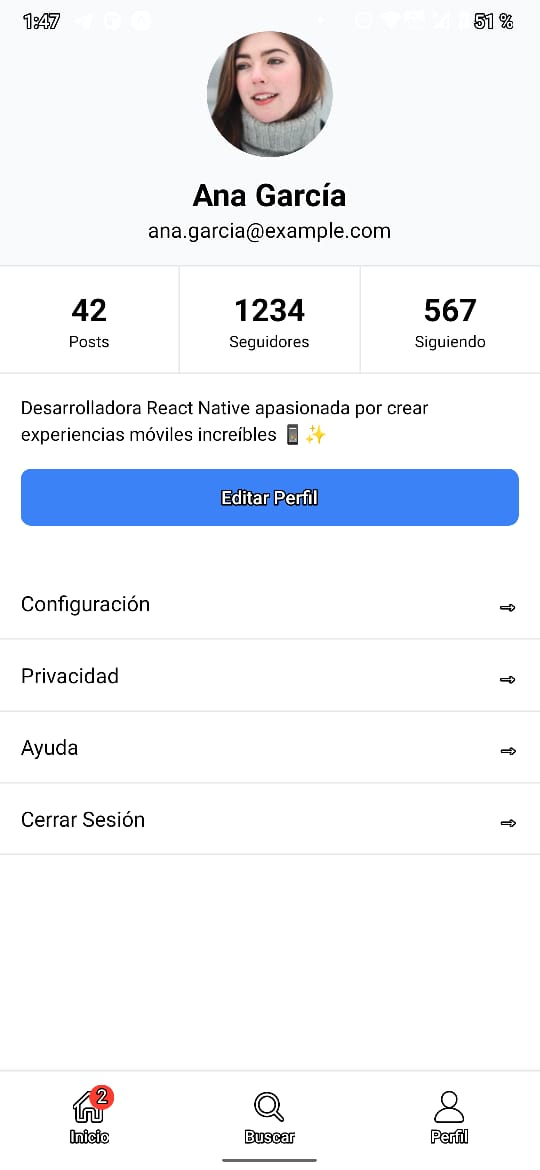 1:47
51 %
Ana García
ana.garcia@example.com
42
Posts
1234
Seguidores
567
Siguiendo
Desarrolladora React Native apasionada por crear
experiencias móviles increíbles 📱✨
Editar Perfil
Configuración →
Privacidad →
Ayuda →
Cerrar Sesión →
2
Inicio
Buscar
Perfil